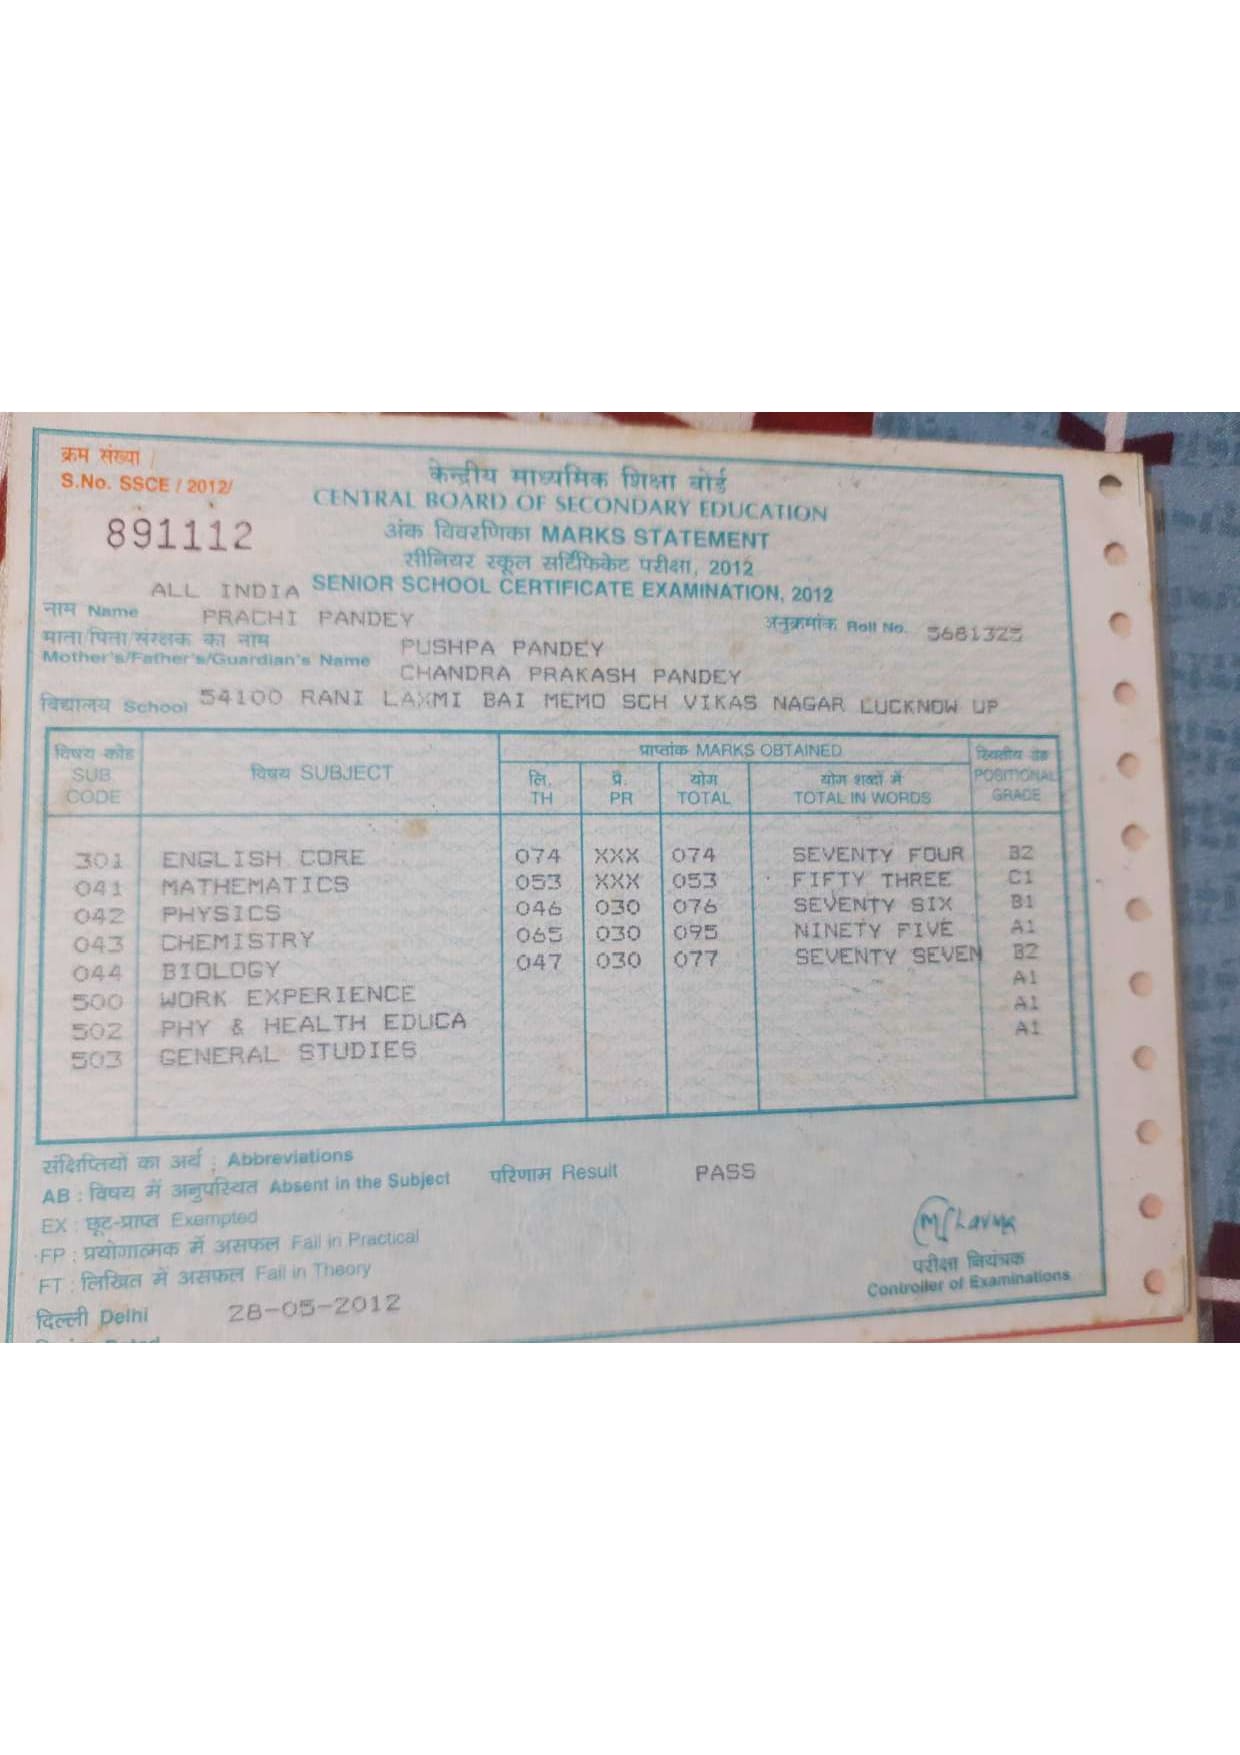 क्रम संख्या /
S.No. SSCE / 2012/
891112
केन्द्रीय माध्यमिक शिक्षा बोर्ड
CENTRAL BOARD OF SECONDARY EDUCATION
अंक विवरणिका MARKS STATEMENT
सीनियर स्कूल सर्टिफिकेट परीक्षा, 2012
ALL INDIA SENIOR SCHOOL CERTIFICATE EXAMINATION, 2012
नाम Name PRACHI PANDEY अनुक्रमांक Roll No. 5681325
माता/पिता/संरक्षक का नाम PUSHPA PANDEY
Mother's/Father's/Guardian's Name CHANDRA PRAKASH PANDEY
विद्यालय School 54100 RANI LAXMI BAI MEMO SCH VIKAS NAGAR LUCKNOW UP
विषय कोड SUB CODE विषय SUBJECT प्राप्तांक MARKS OBTAINED स्थितीय ग्रेड POSITIONAL GRADE
लि. TH प्रै. PR योग TOTAL योग शब्दों में TOTAL IN WORDS
301 ENGLISH CORE 074 XXX 074 SEVENTY FOUR B2
041 MATHEMATICS 053 XXX 053 FIFTY THREE C1
042 PHYSICS 046 030 076 SEVENTY SIX B1
043 CHEMISTRY 065 030 095 NINETY FIVE A1
044 BIOLOGY 047 030 077 SEVENTY SEVEN B2
500 WORK EXPERIENCE A1
502 PHY & HEALTH EDUCA A1
503 GENERAL STUDIES A1
संक्षिप्तियों का अर्थ : Abbreviations
AB : विषय में अनुपस्थित Absent in the Subject परिणाम Result PASS
EX : छूट-प्राप्त Exempted
FP : प्रयोगात्मक में असफल Fail in Practical
FT : लिखित में असफल Fail in Theory
परीक्षा नियंत्रक
Controller of Examinations
दिल्ली Delhi 28-05-2012